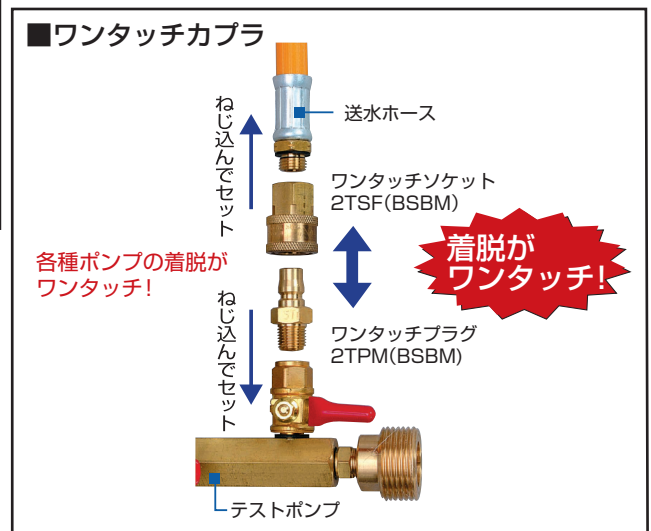 ■ワンタッチカプラ
ねじ込んでセット
送水ホース
ワンタッチソケット
2TSF(BSBM)
各種ポンプの着脱が
ワンタッチ!
着脱が
ワンタッチ!
ねじ込んでセット
ワンタッチプラグ
2TPM(BSBM)
テストポンプ